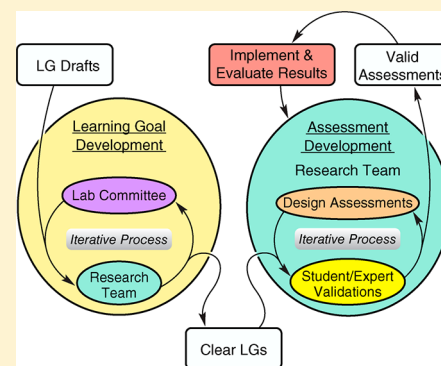 LG Drafts
Implement &
Evaluate Results
Valid
Assessments
Learning Goal
Development
Lab Committee
Iterative Process
Research
Team
Assessment
Development
Research Team
Design Assessments
Iterative Process
Student/Expert
Validations
Clear LGs